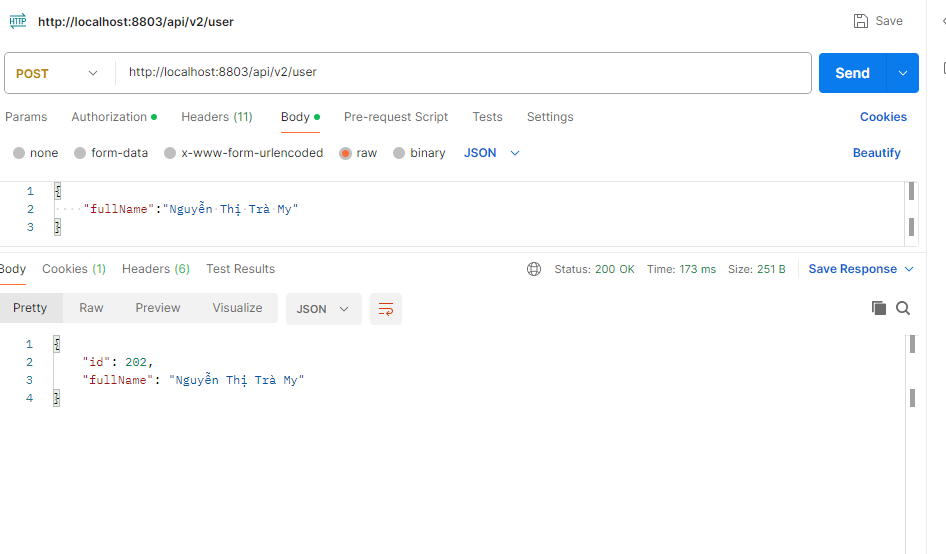 HTTP http://localhost:8803/api/v2/user Save
POST http://localhost:8803/api/v2/user Send
Params Authorization Headers (11) Body Pre-request Script Tests Settings Cookies
none form-data x-www-form-urlencoded raw binary JSON Beautify
1 {
2 "fullName":"Nguyễn Thị Trà My"
3 }
Body Cookies (1) Headers (6) Test Results Status: 200 OK Time: 173 ms Size: 251 B Save Response
Pretty Raw Preview Visualize JSON
1 {
2 "id": 202,
3 "fullName": "Nguyễn Thị Trà My"
4 }